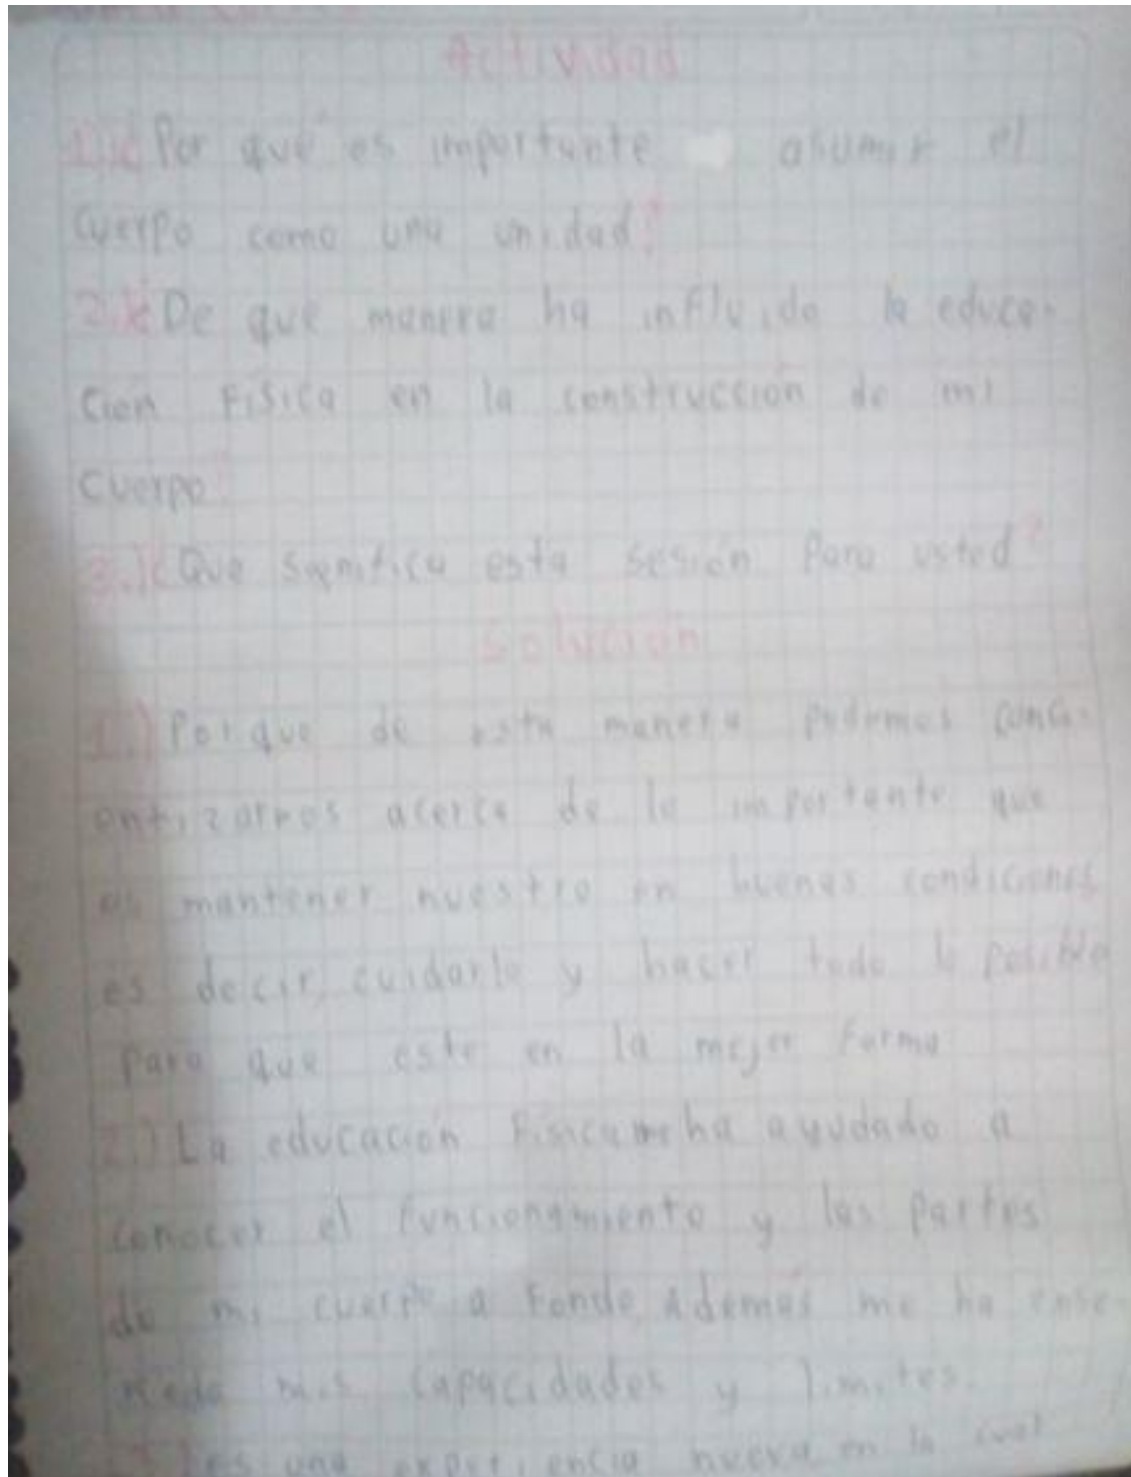 Actividad
1.)¿Por qué es importante asumir el
cuerpo como una unidad?
2.)¿De que manera ha influido la educa-
ción Física en la construcción de mi
cuerpo?
3.)¿Que significa esta sesión para usted?
Solución
1.) Porque de esta manera podemos conci-
entizarnos acerca de lo importante que
es mantener nuestro en buenas condiciones
es decir, cuidarlo y hacer todo lo posible
para que este en la mejor forma
2.) La educación Física me ha ayudado a
conocer el funcionamiento y las partes
de mi cuerpo a fondo, Además me ha ense-
ñado mis capacidades y limites.
3.) es una experiencia nueva en la cual